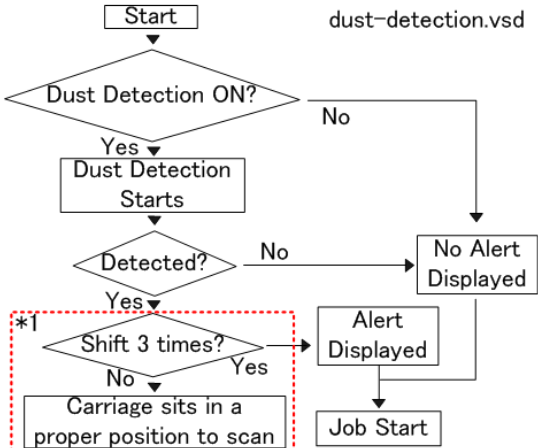 Start
dust-detection.vsd
Dust Detection ON?
No
Yes
Dust Detection
Starts
Detected?
No
No Alert
Displayed
Yes
*1
Shift 3 times?
Yes
Alert
Displayed
No
Carriage sits in a
proper position to scan
Job Start